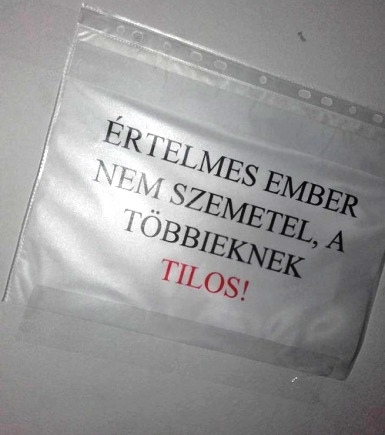 ÉRTELMES EMBER
NEM SZEMETEL, A
TÖBBIEKNEK
TILOS!